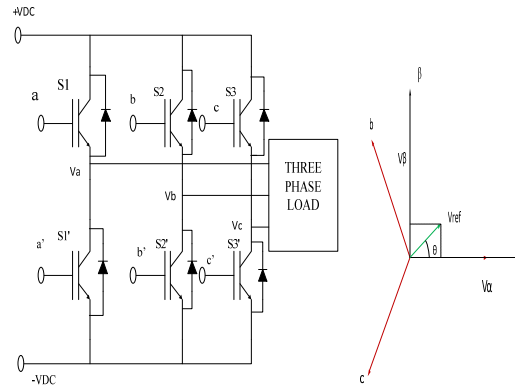 +VDC
S1
S2
S3
a
b
c
Va
THREE
PHASE
LOAD
Vb
Vc
S1'
S2'
S3'
a'
b'
c'
-VDC
β
b
Vβ
Vref
θ
Vα
c